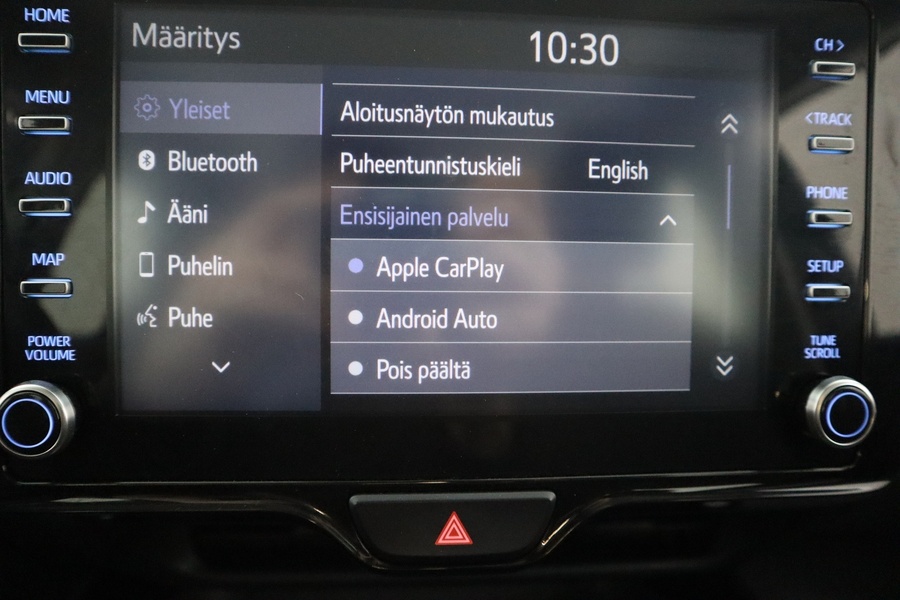 HOME
MENU
AUDIO
MAP
POWER
VOLUME
Määritys
10:30
Yleiset
Bluetooth
Ääni
Puhelin
Puhe
Aloitusnäytön mukautus
Puheentunnistuskieli English
Ensisijainen palvelu
Apple CarPlay
Android Auto
Pois päältä
CH >
< TRACK
PHONE
SETUP
TUNE
SCROLL